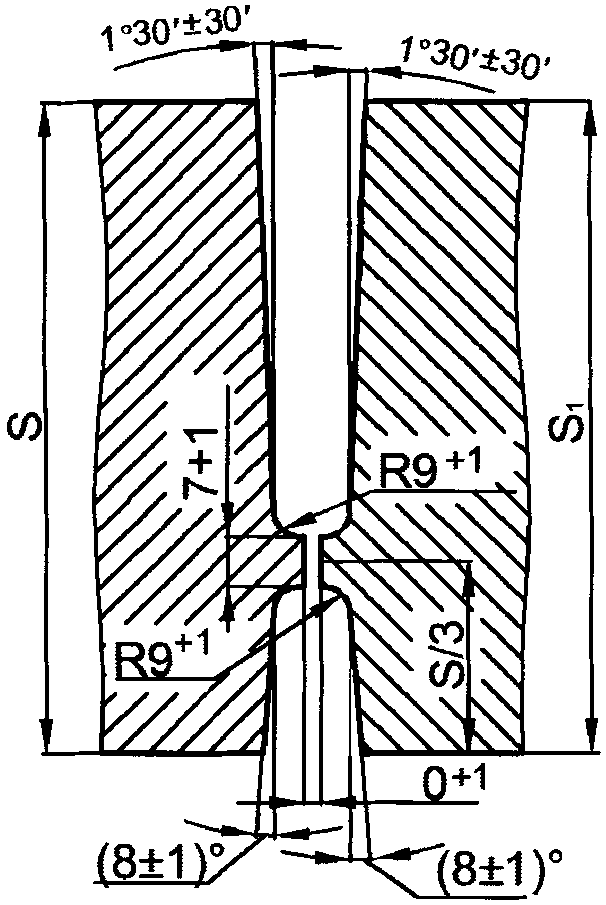 1°30′±30′
1°30′±30′
S
S₁
7+1
R9⁺¹
R9⁺¹
S/3
0⁺¹
(8±1)°
(8±1)°